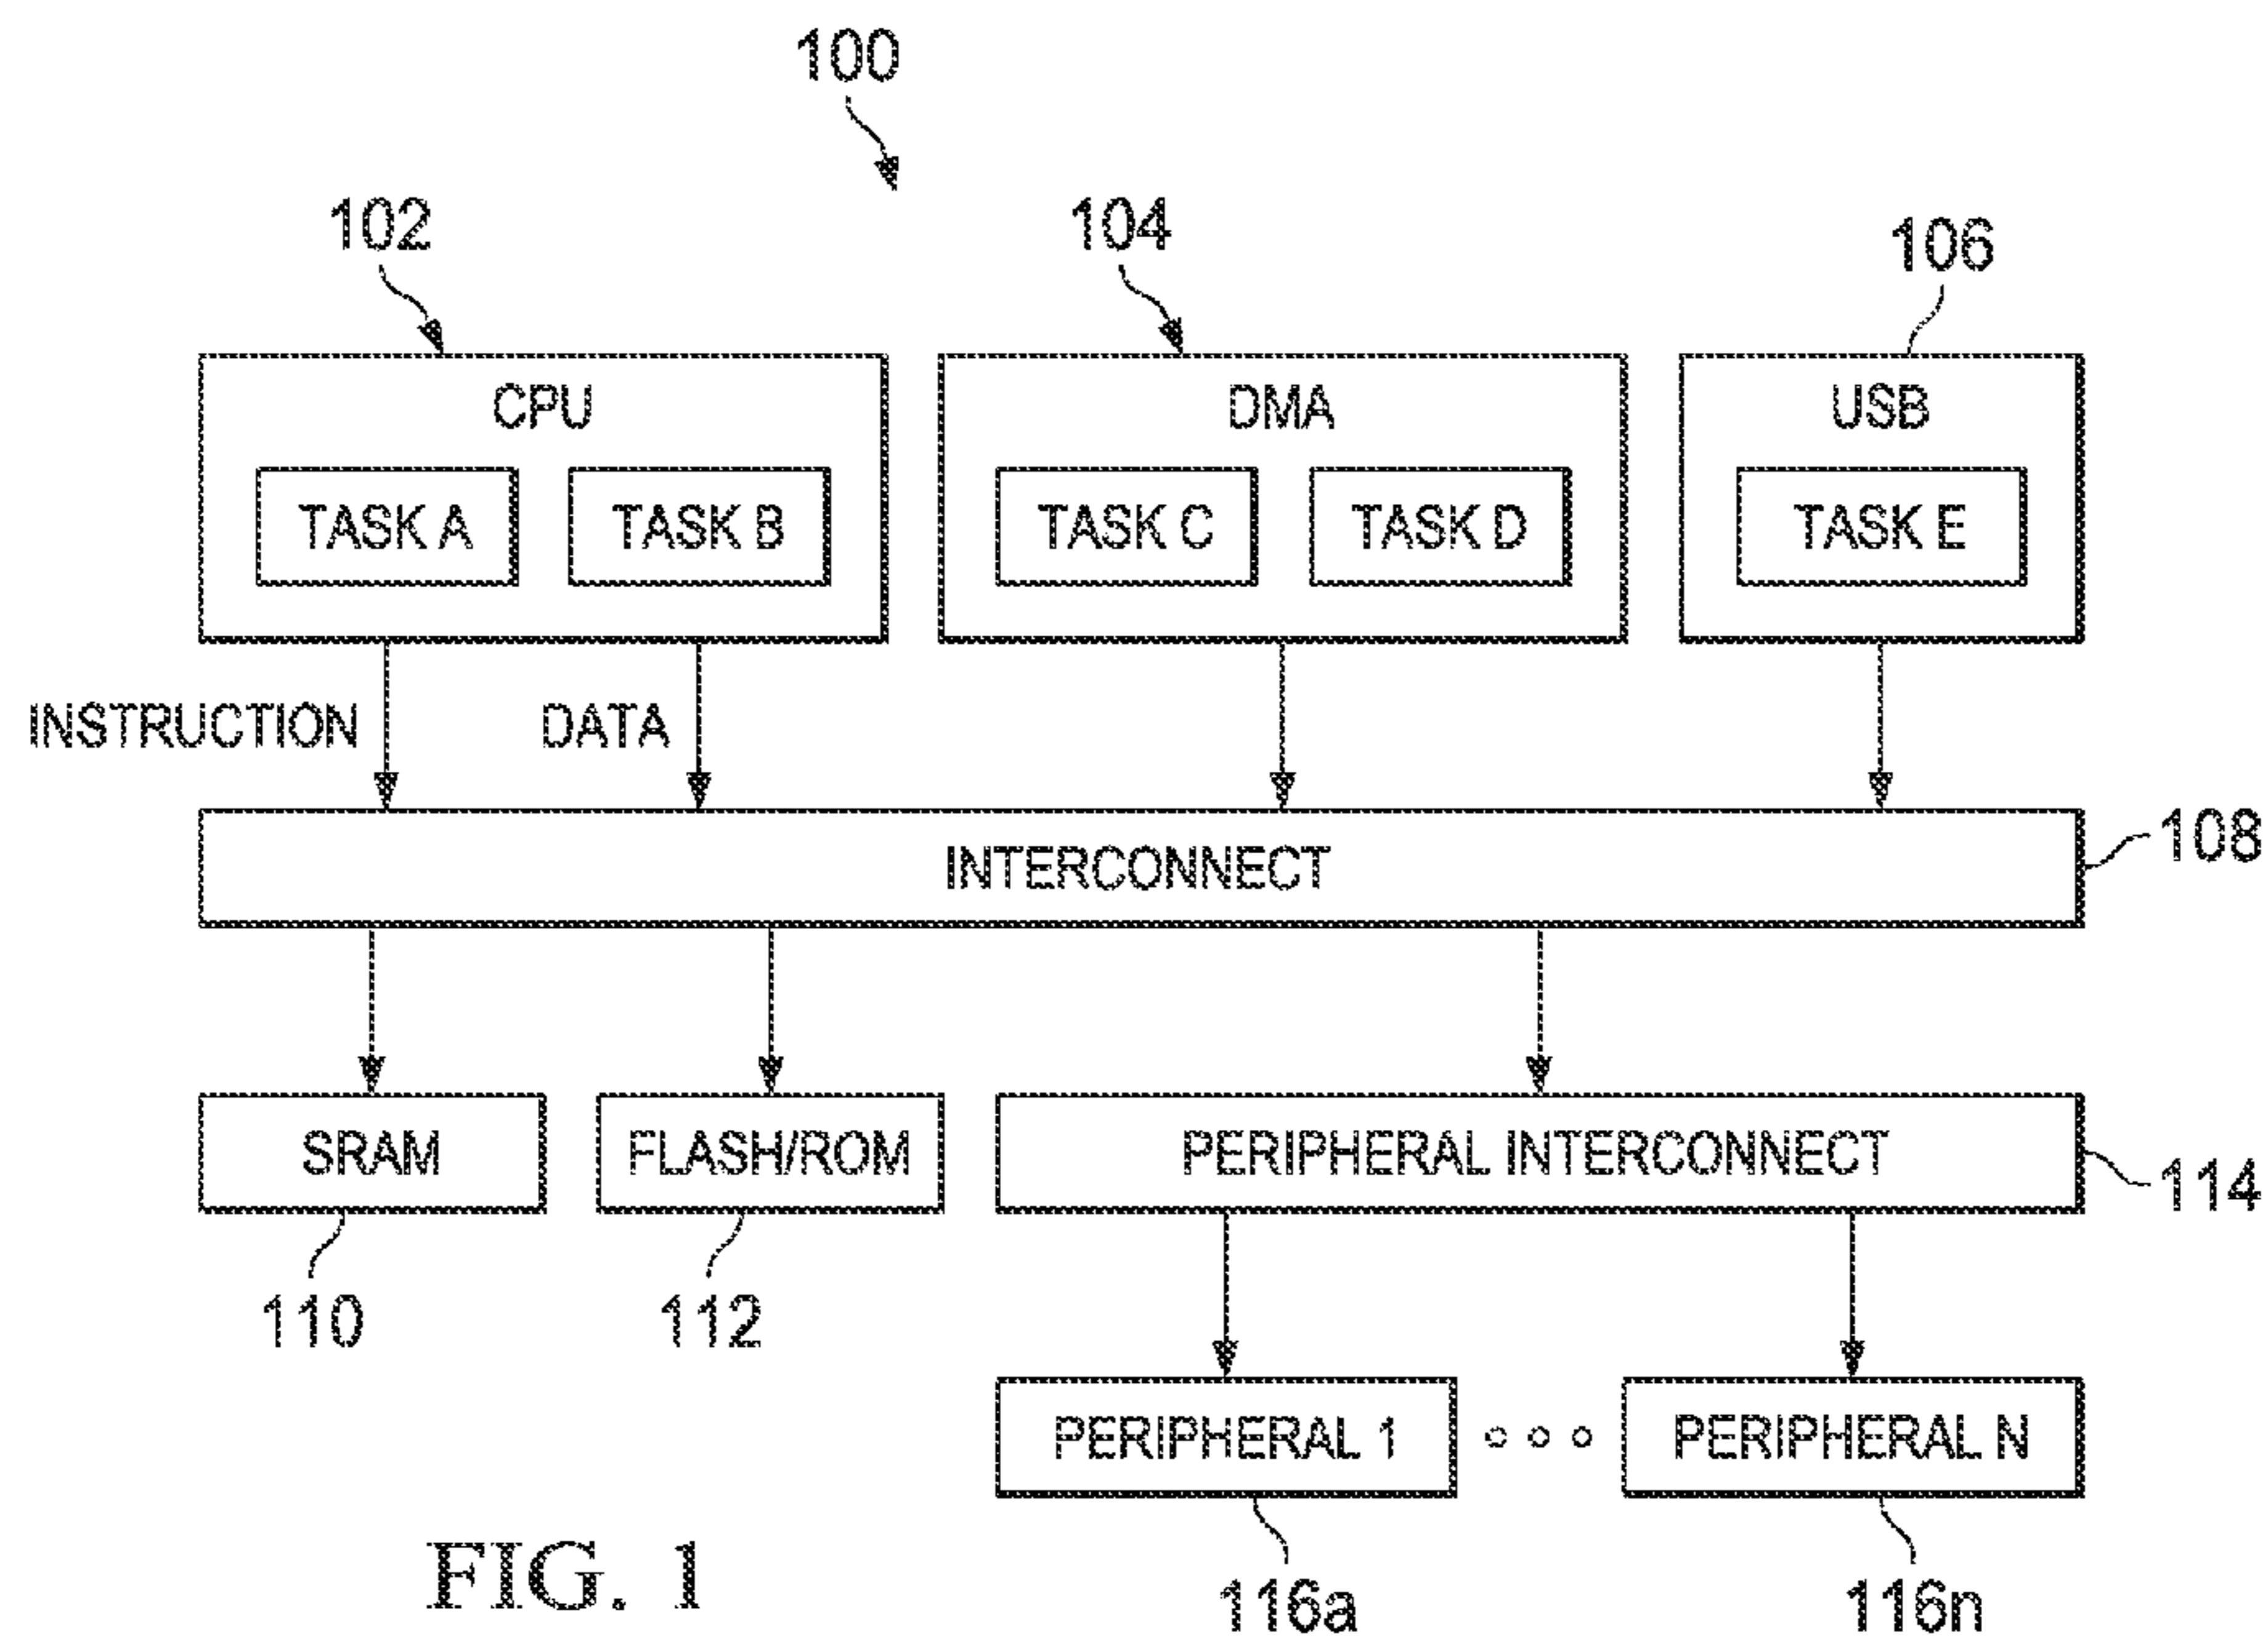 100
102
104
106
CPU
DMA
USB
TASK A
TASK B
TASK C
TASK D
TASK E
INSTRUCTION
DATA
INTERCONNECT
108
SRAM
FLASH/ROM
PERIPHERAL INTERCONNECT
114
110
112
PERIPHERAL 1
PERIPHERAL N
116a
116n
FIG. 1